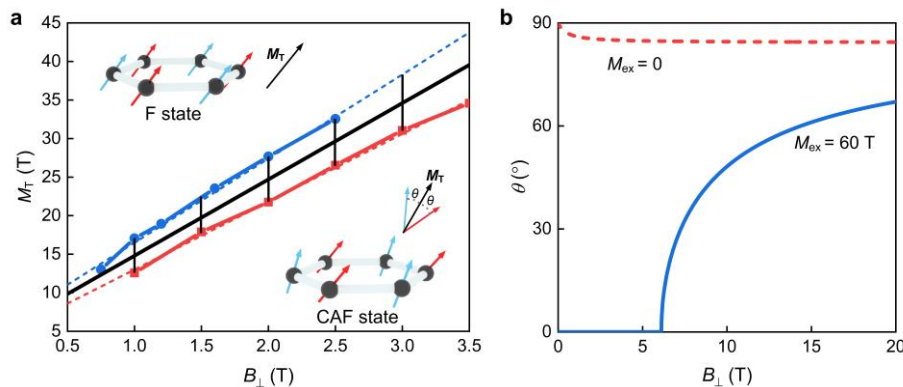 a
M_T (T)
45
40
35
30
25
20
15
10
5
0.5
1.0
1.5
2.0
2.5
3.0
3.5
B_⊥ (T)
F state
M_T
M_T
θ
θ
CAF state
b
θ (°)
90
60
30
0
0
5
10
15
20
B_⊥ (T)
M_ex = 0
M_ex = 60 T